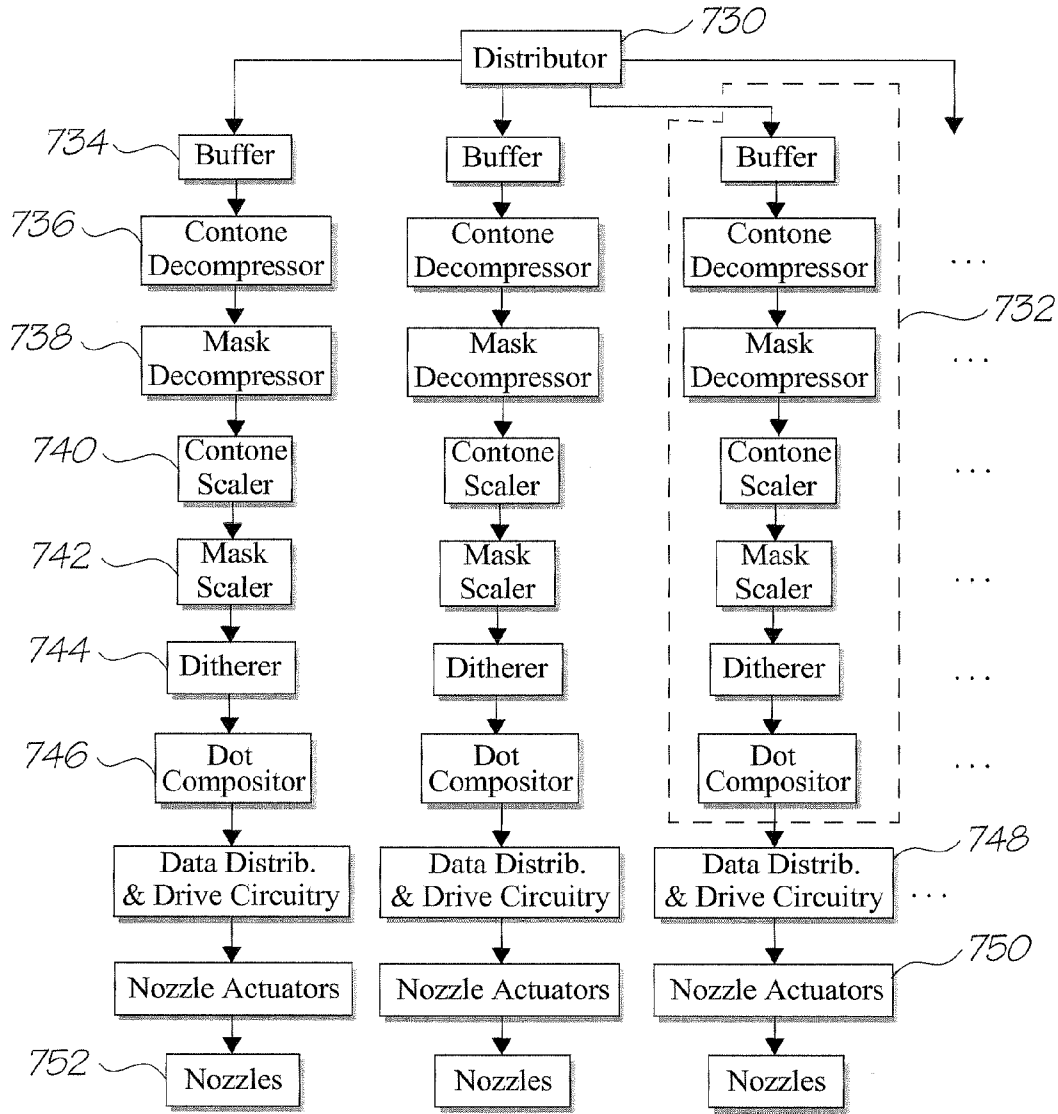 730
Distributor
734
Buffer
Buffer
Buffer
736
Contone
Decompressor
Contone
Decompressor
Contone
Decompressor
...
732
738
Mask
Decompressor
Mask
Decompressor
Mask
Decompressor
...
740
Contone
Scaler
Contone
Scaler
Contone
Scaler
...
742
Mask
Scaler
Mask
Scaler
Mask
Scaler
...
744
Ditherer
Ditherer
Ditherer
...
746
Dot
Compositor
Dot
Compositor
Dot
Compositor
...
Data Distrib.
& Drive Circuitry
Data Distrib.
& Drive Circuitry
Data Distrib.
& Drive Circuitry
748
...
Nozzle Actuators
Nozzle Actuators
Nozzle Actuators
750
752
Nozzles
Nozzles
Nozzles